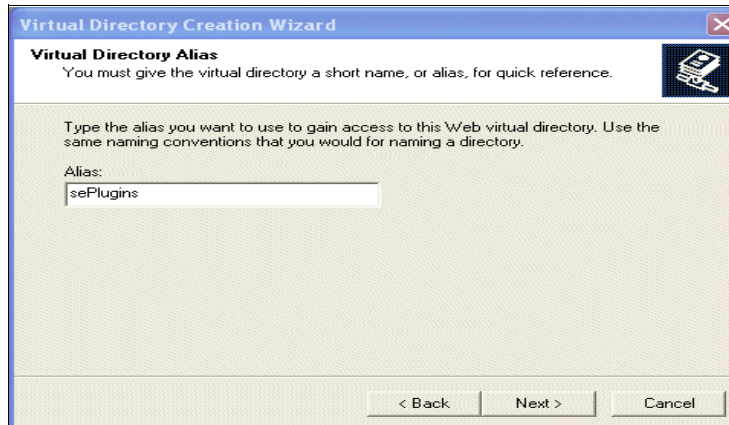 Virtual Directory Creation Wizard
Virtual Directory Alias
You must give the virtual directory a short name, or alias, for quick reference.
Type the alias you want to use to gain access to this Web virtual directory. Use the
same naming conventions that you would for naming a directory.
Alias:
sePlugins
< Back Next > Cancel